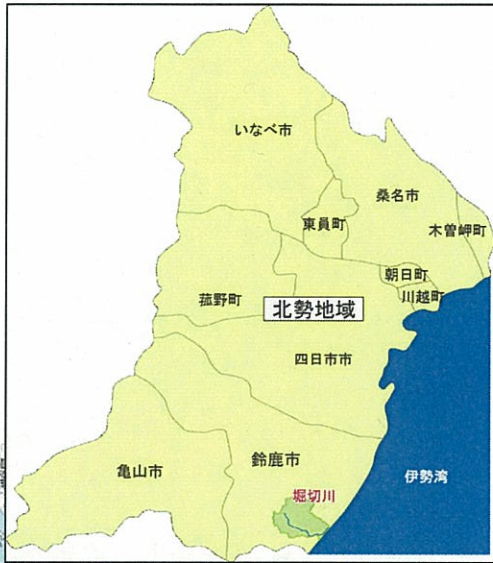 いなべ市
桑名市
東員町
木曽岬町
朝日町
菰野町
川越町
北勢地域
四日市市
鈴鹿市
亀山市
伊勢湾
堀切川